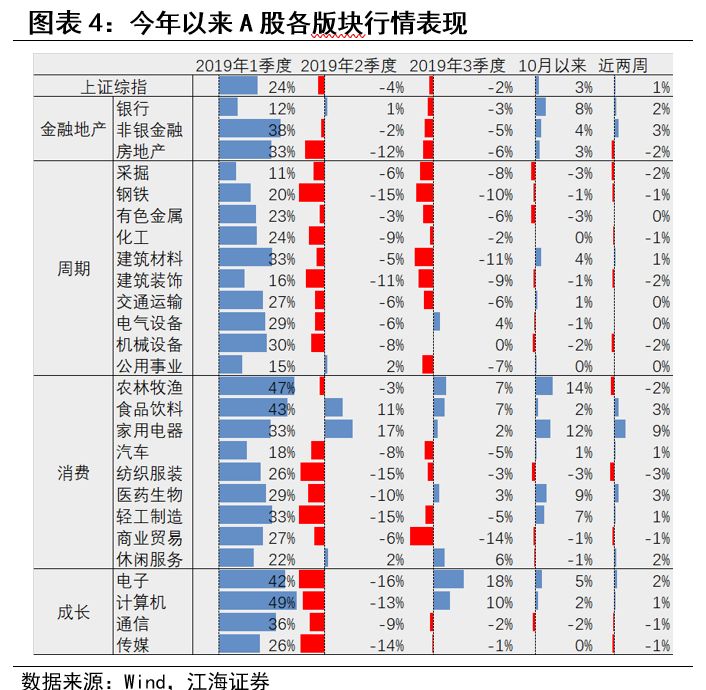 图表 4：今年以来 A 股各版块行情表现
2019年1季度 2019年2季度 2019年3季度 10月以来 近两周
上证综指 24% -4% -2% 3% 1%
金融地产
银行 12% 1% -3% 8% 2%
非银金融 38% -2% -5% 4% 3%
房地产 33% -12% -6% 3% -2%
周期
采掘 11% -6% -8% -3% -2%
钢铁 20% -15% -10% -1% -1%
有色金属 23% -3% -6% -3% 0%
化工 24% -9% -2% 0% -1%
建筑材料 33% -5% -11% 4% 1%
建筑装饰 16% -11% -9% -1% -2%
交通运输 27% -6% -6% 1% 0%
电气设备 29% -6% 4% -1% 0%
机械设备 30% -8% 0% -2% -2%
公用事业 15% 2% -7% 0% 0%
消费
农林牧渔 47% -3% 7% 14% -2%
食品饮料 43% 11% 7% 2% 3%
家用电器 33% 17% 2% 12% 9%
汽车 18% -8% -5% 1% 1%
纺织服装 26% -15% -3% -3% -3%
医药生物 29% -10% 3% 9% 3%
轻工制造 33% -15% -5% 7% 1%
商业贸易 27% -6% -14% -1% -1%
休闲服务 22% 2% 6% -1% 2%
成长
电子 42% -16% 18% 5% 2%
计算机 49% -13% 10% 2% 1%
通信 36% -9% -2% -2% -1%
传媒 26% -14% -1% 0% -1%
数据来源：Wind，江海证券